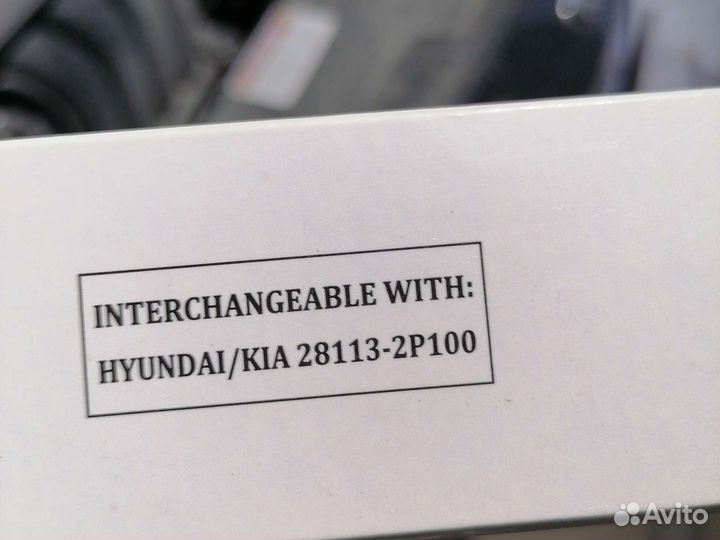 INTERCHANGEABLE WITH:
HYUNDAI/KIA 28113-2P100
Avito